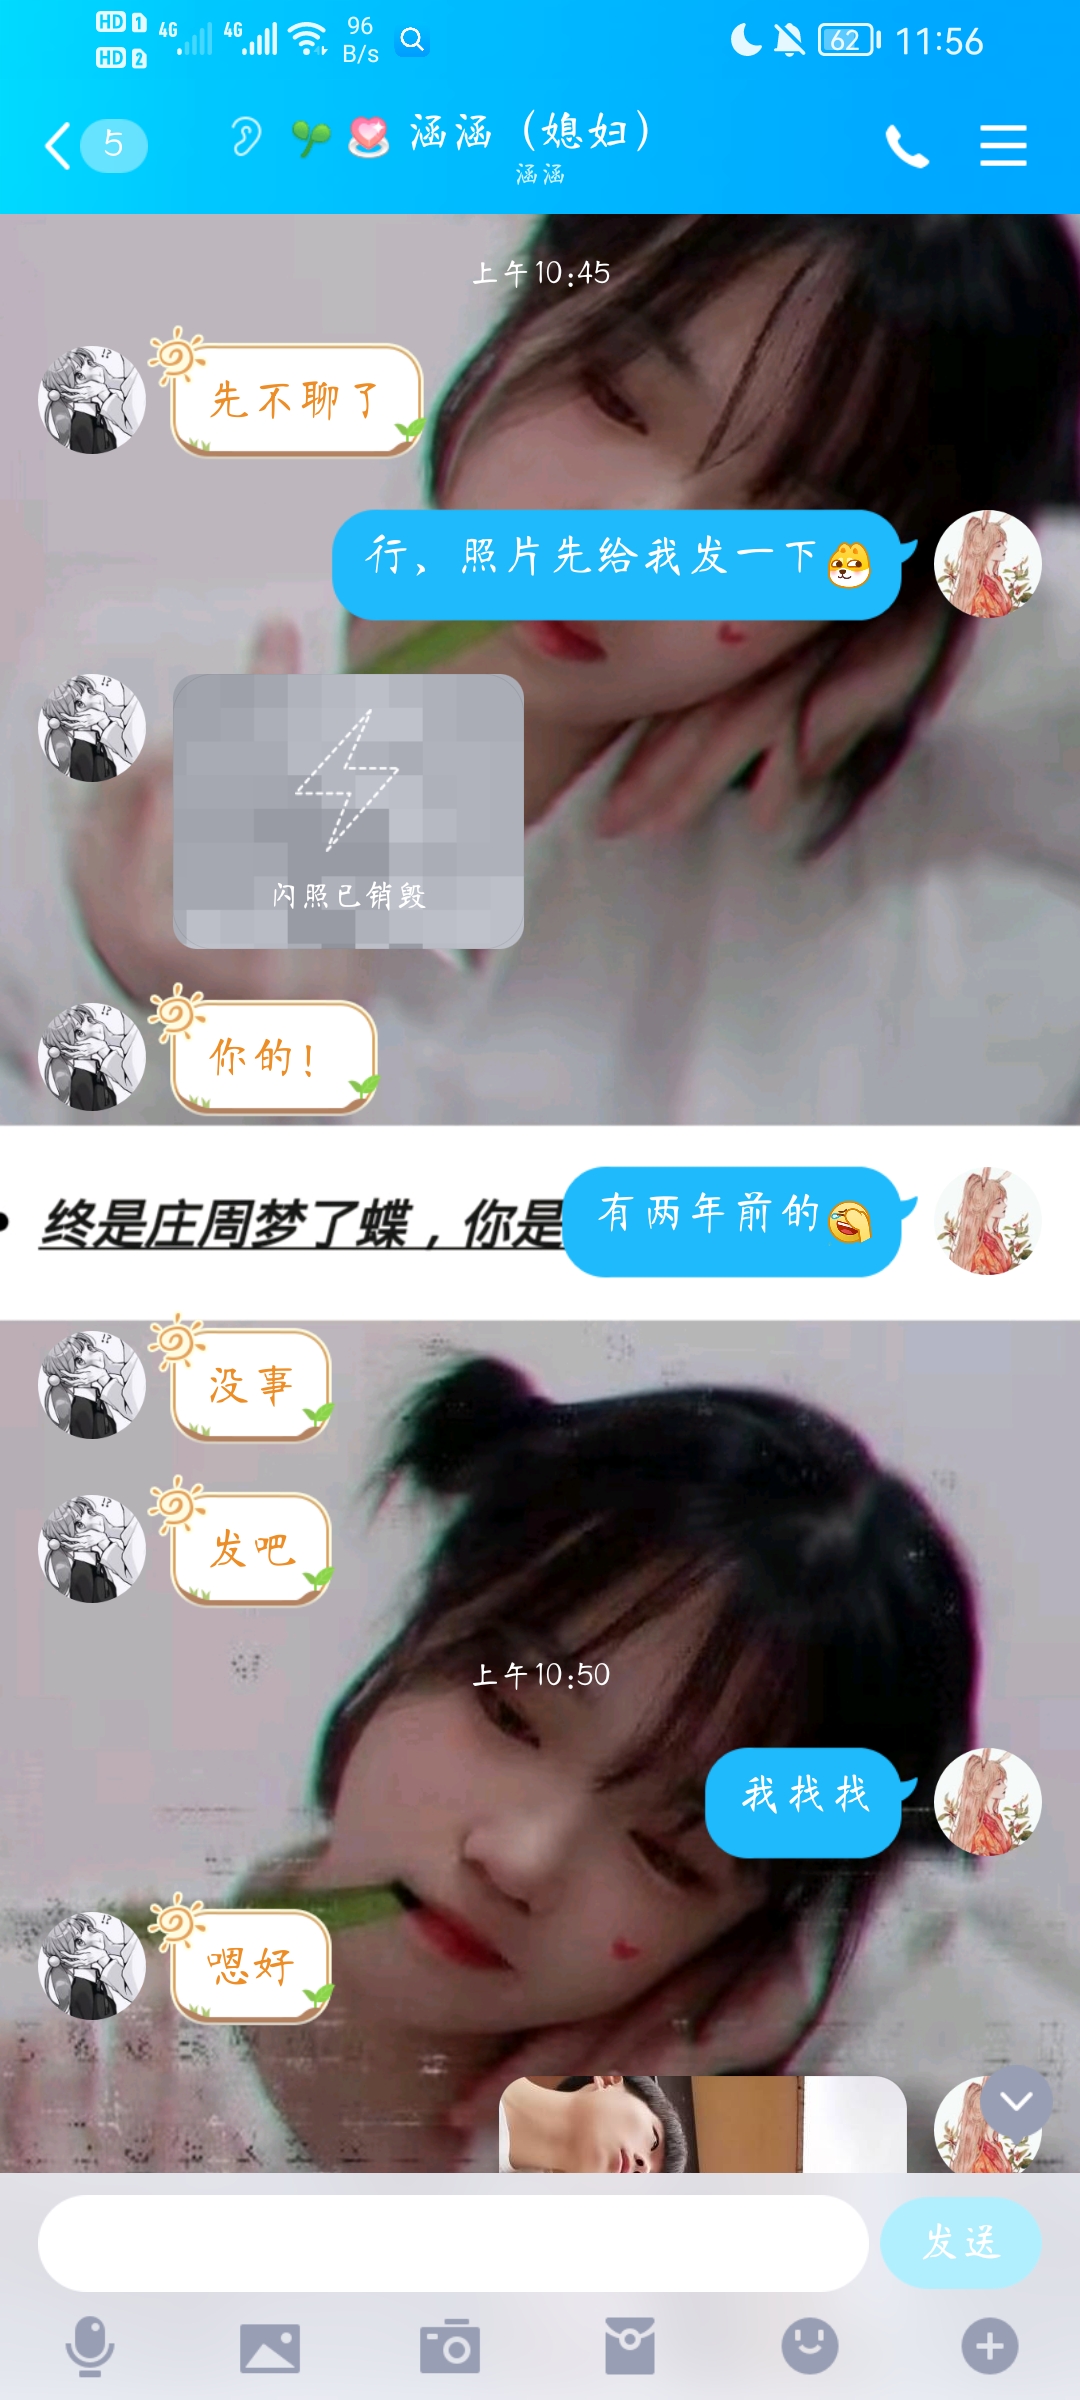 HD 1 4G 4G 96 B/s 62 11:56
HD 2
5 涵涵（媳妇）
涵涵
上午10:45
先不聊了
行、照片先给我发一下
闪照已销毁
你的！
终是庄周梦了蝶，你是
有两年前的
没事
发吧
上午10:50
我找找
嗯好
发送